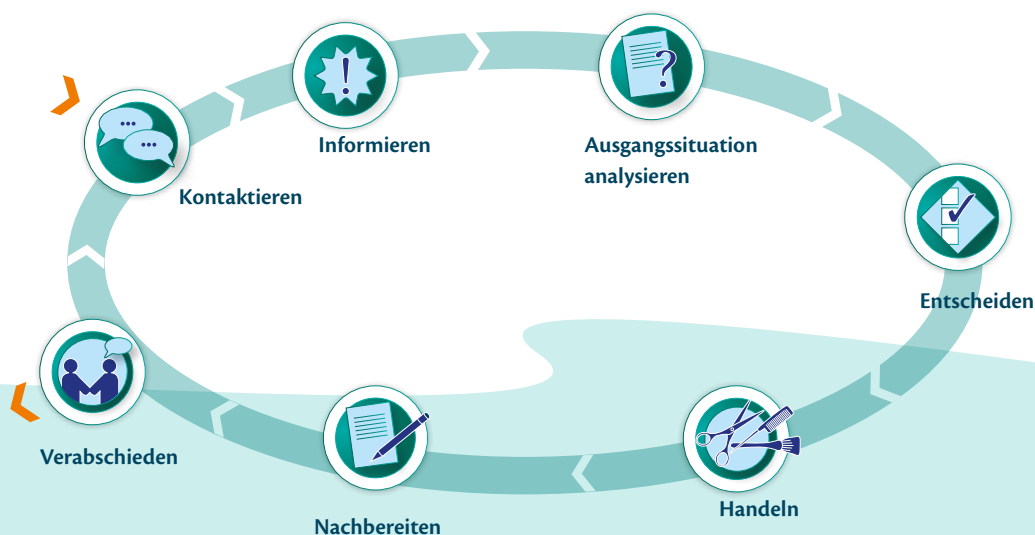 Informieren
Ausgangssituation
analysieren
Kontaktieren
Entscheiden
Verabschieden
Handeln
Nachbereiten